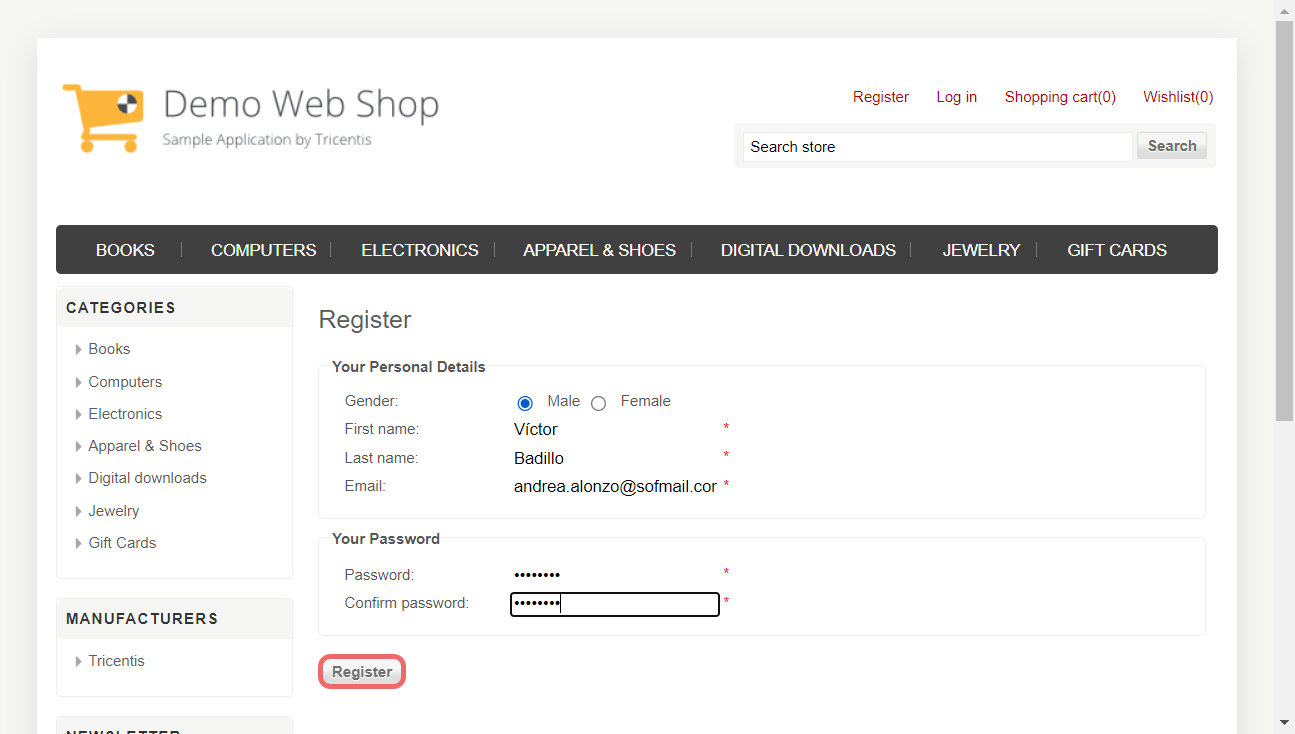 Demo Web Shop
Sample Application by Tricentis
Register Log in Shopping cart(0) Wishlist(0)
Search store Search
BOOKS COMPUTERS ELECTRONICS APPAREL & SHOES DIGITAL DOWNLOADS JEWELRY GIFT CARDS
CATEGORIES
Books
Computers
Electronics
Apparel & Shoes
Digital downloads
Jewelry
Gift Cards
MANUFACTURERS
Tricentis
NEWSLETTER
Register
Your Personal Details
Gender: Male Female
First name: Víctor *
Last name: Badillo *
Email: andrea.alonzo@sofmail.cor *
Your Password
Password: •••••••• *
Confirm password: •••••••• *
Register